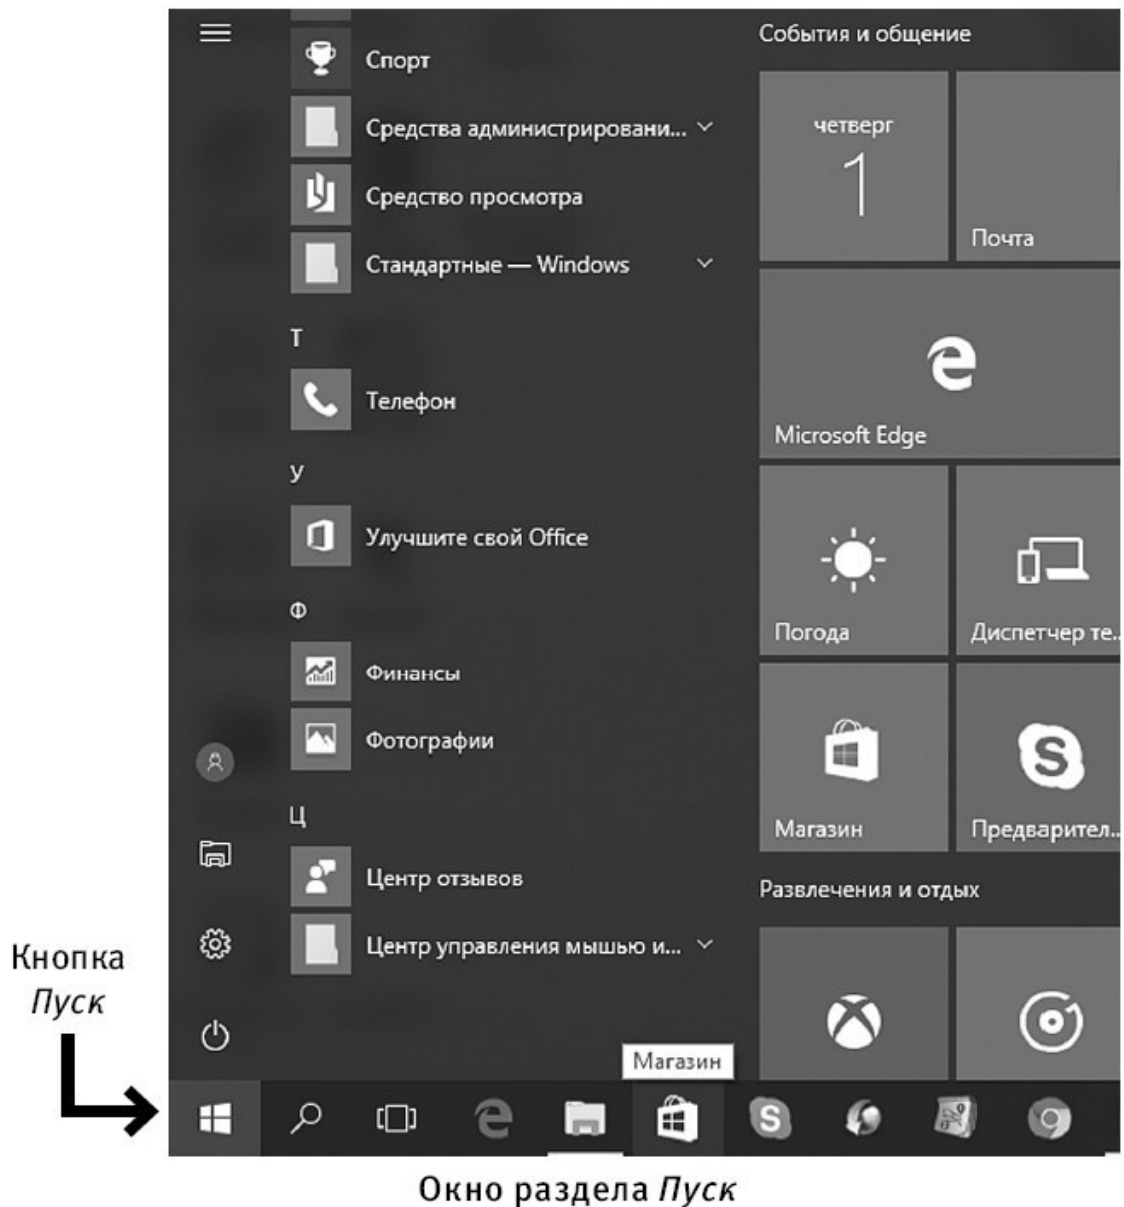 События и общение
Спорт
Средства администрировани...
Средство просмотра
Стандартные — Windows
Т
Телефон
У
Улучшите свой Office
Ф
Финансы
Фотографии
Ц
Центр отзывов
Центр управления мышью и...
четверг
1
Почта
Microsoft Edge
Погода
Диспетчер те..
Магазин
Предварител..
Развлечения и отдых
Магазин
Кнопка
Пуск
Окно раздела Пуск